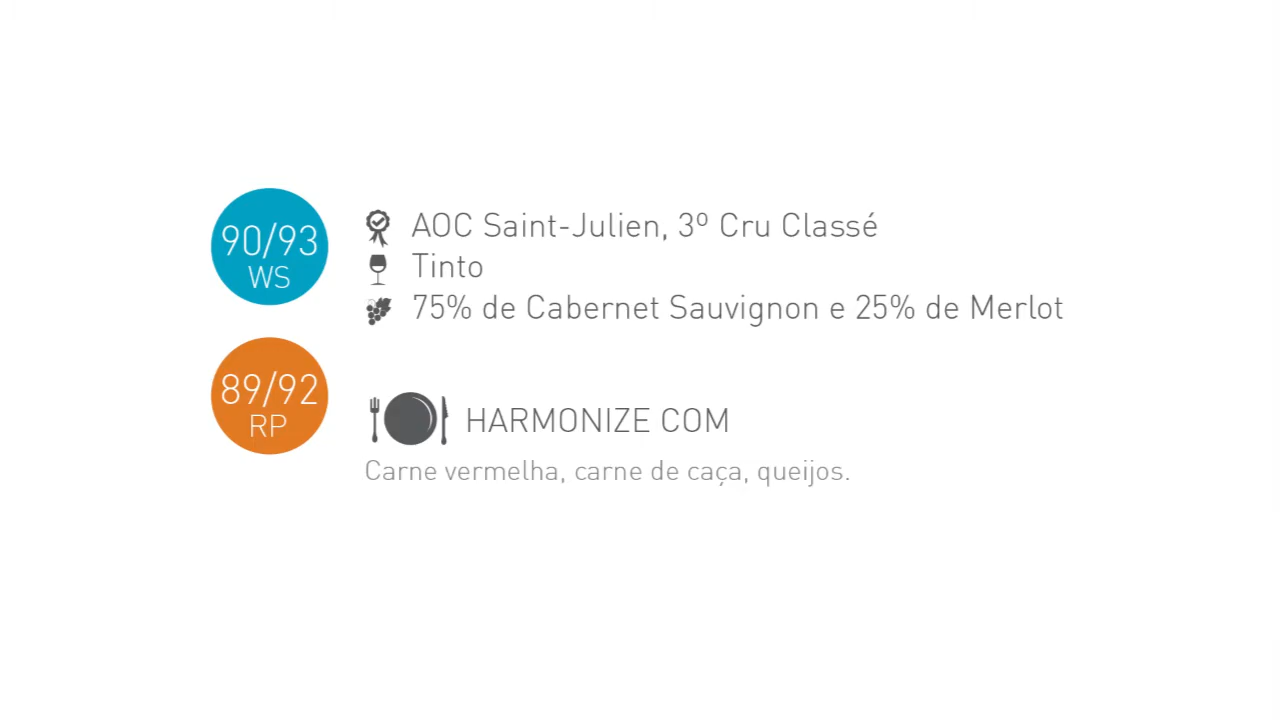 90/93
WS
AOC Saint-Julien, 3º Cru Classé
Tinto
75% de Cabernet Sauvignon e 25% de Merlot
89/92
RP
HARMONIZE COM
Carne vermelha, carne de caça, queijos.